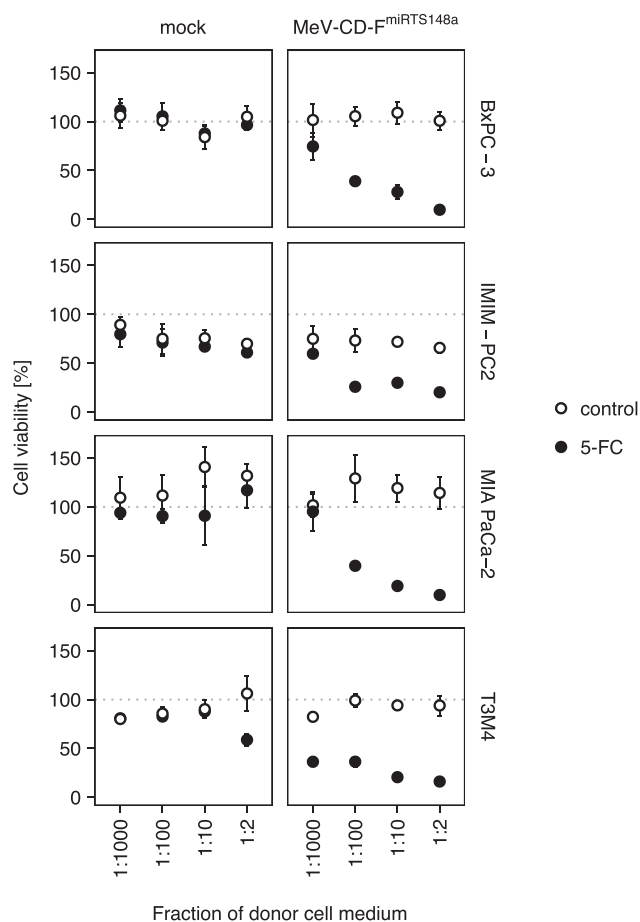 mock
MeV-CD-FmiRTS148a
150
100
50
0
BxPC–3
150
100
50
0
IMIM–PC2
150
100
50
0
MIA PaCa–2
150
100
50
0
T3M4
Cell viability [%]
control
5-FC
1:1000
1:100
1:10
1:2
1:1000
1:100
1:10
1:2
Fraction of donor cell medium